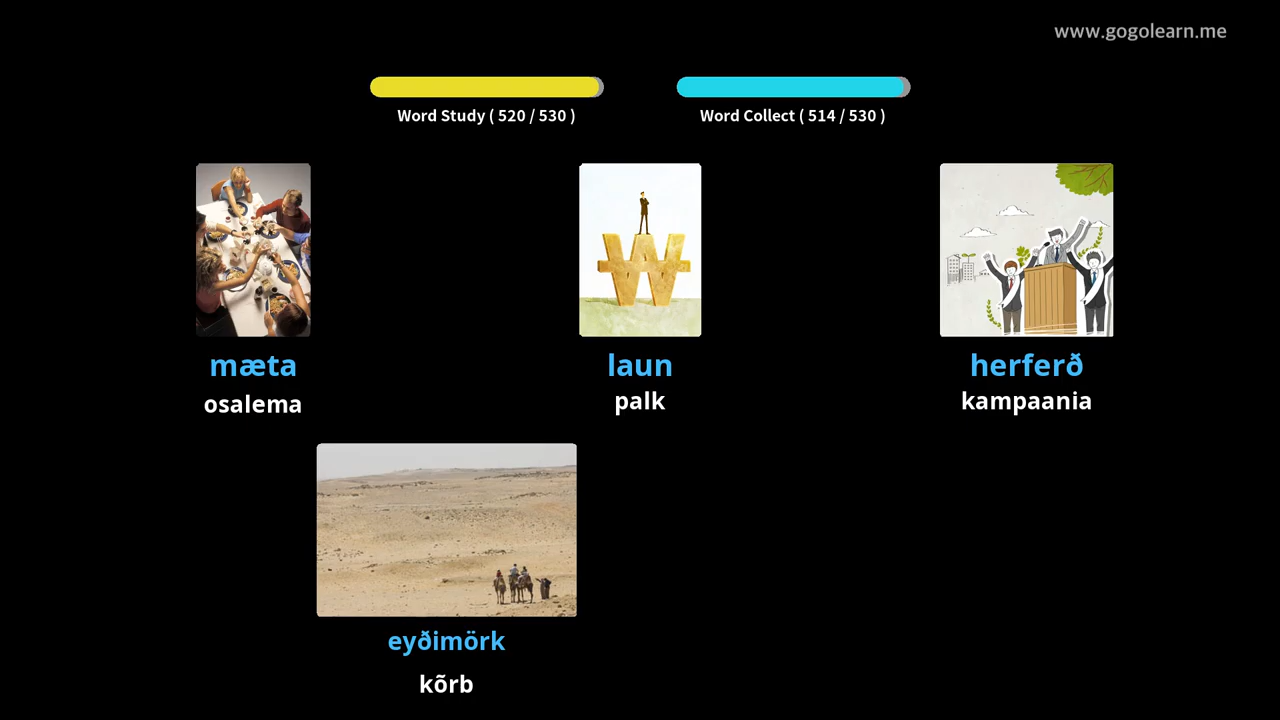 www.gogolearn.me
Word Study ( 520 / 530 )
Word Collect ( 514 / 530 )
mæta
laun
herferð
osalema
palk
kampaania
eyðimörk
kõrb